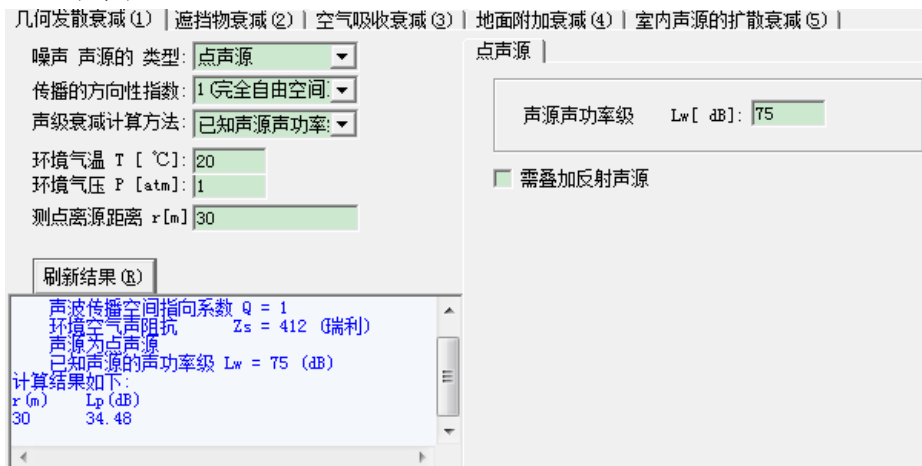 几何发散衰减(1) 遮挡物衰减(2) 空气吸收衰减(3) 地面附加衰减(4) 室内声源的扩散衰减(5)
噪声 声源的 类型: 点声源
传播的方向性指数: 1(完全自由空间
声级衰减计算方法: 已知声源声功率
环境气温 T [ ℃]: 20
环境气压 P [atm]: 1
测点离源距离 r[m] 30
刷新结果(R)
声波传播空间指向系数 Q = 1
环境空气声阻抗 Zs = 412 (瑞利)
声源为点声源
已知声源的声功率级 Lw = 75 (dB)
计算结果如下:
r(m) Lp(dB)
30 34.48
点声源
声源声功率级 Lw[ dB]: 75
需叠加反射声源